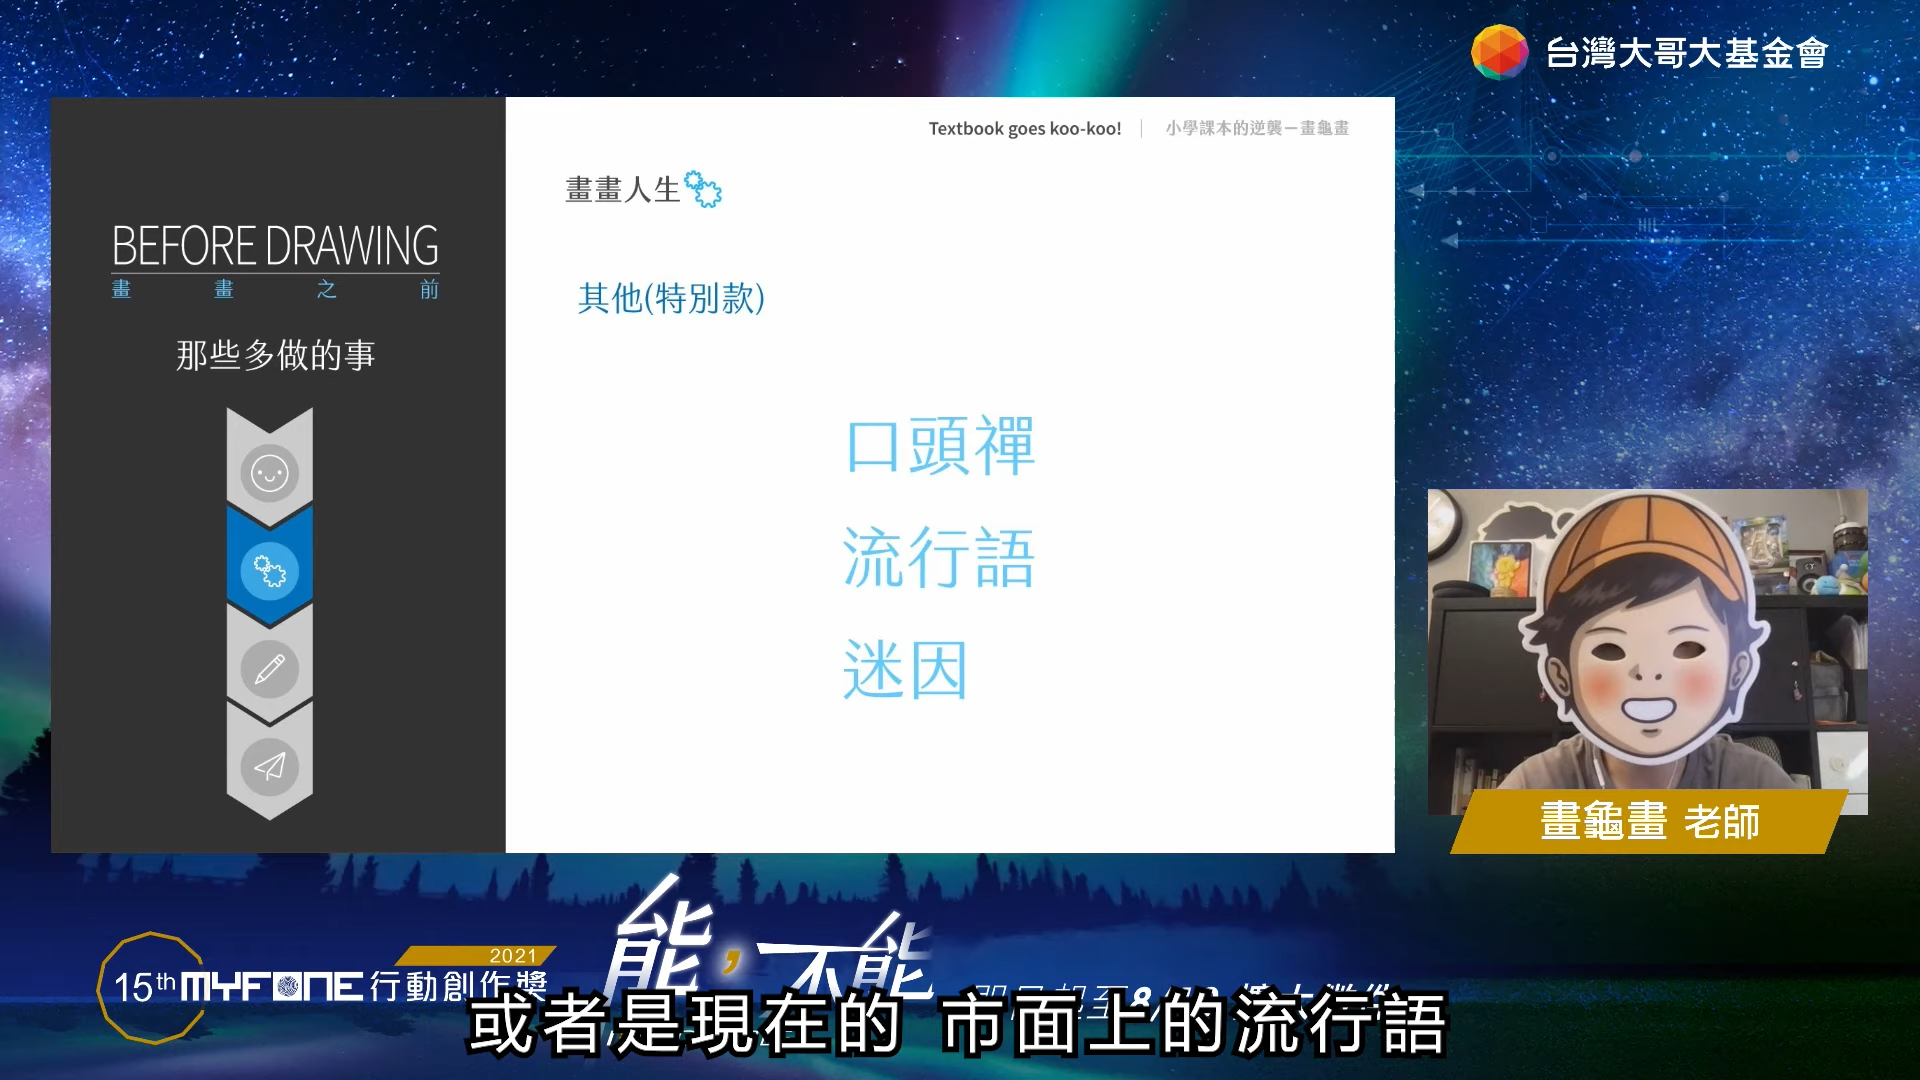 台灣大哥大基金會
Textbook goes koo-koo!
小學課本的逆襲－畫龜畫
畫畫人生
BEFORE DRAWING
畫畫之前
那些多做的事
其他(特別款)
口頭禪
流行語
迷因
畫龜畫 老師
2021
15th MYFONE 行動創作獎
能，不能
或者是現在的 市面上的流行語